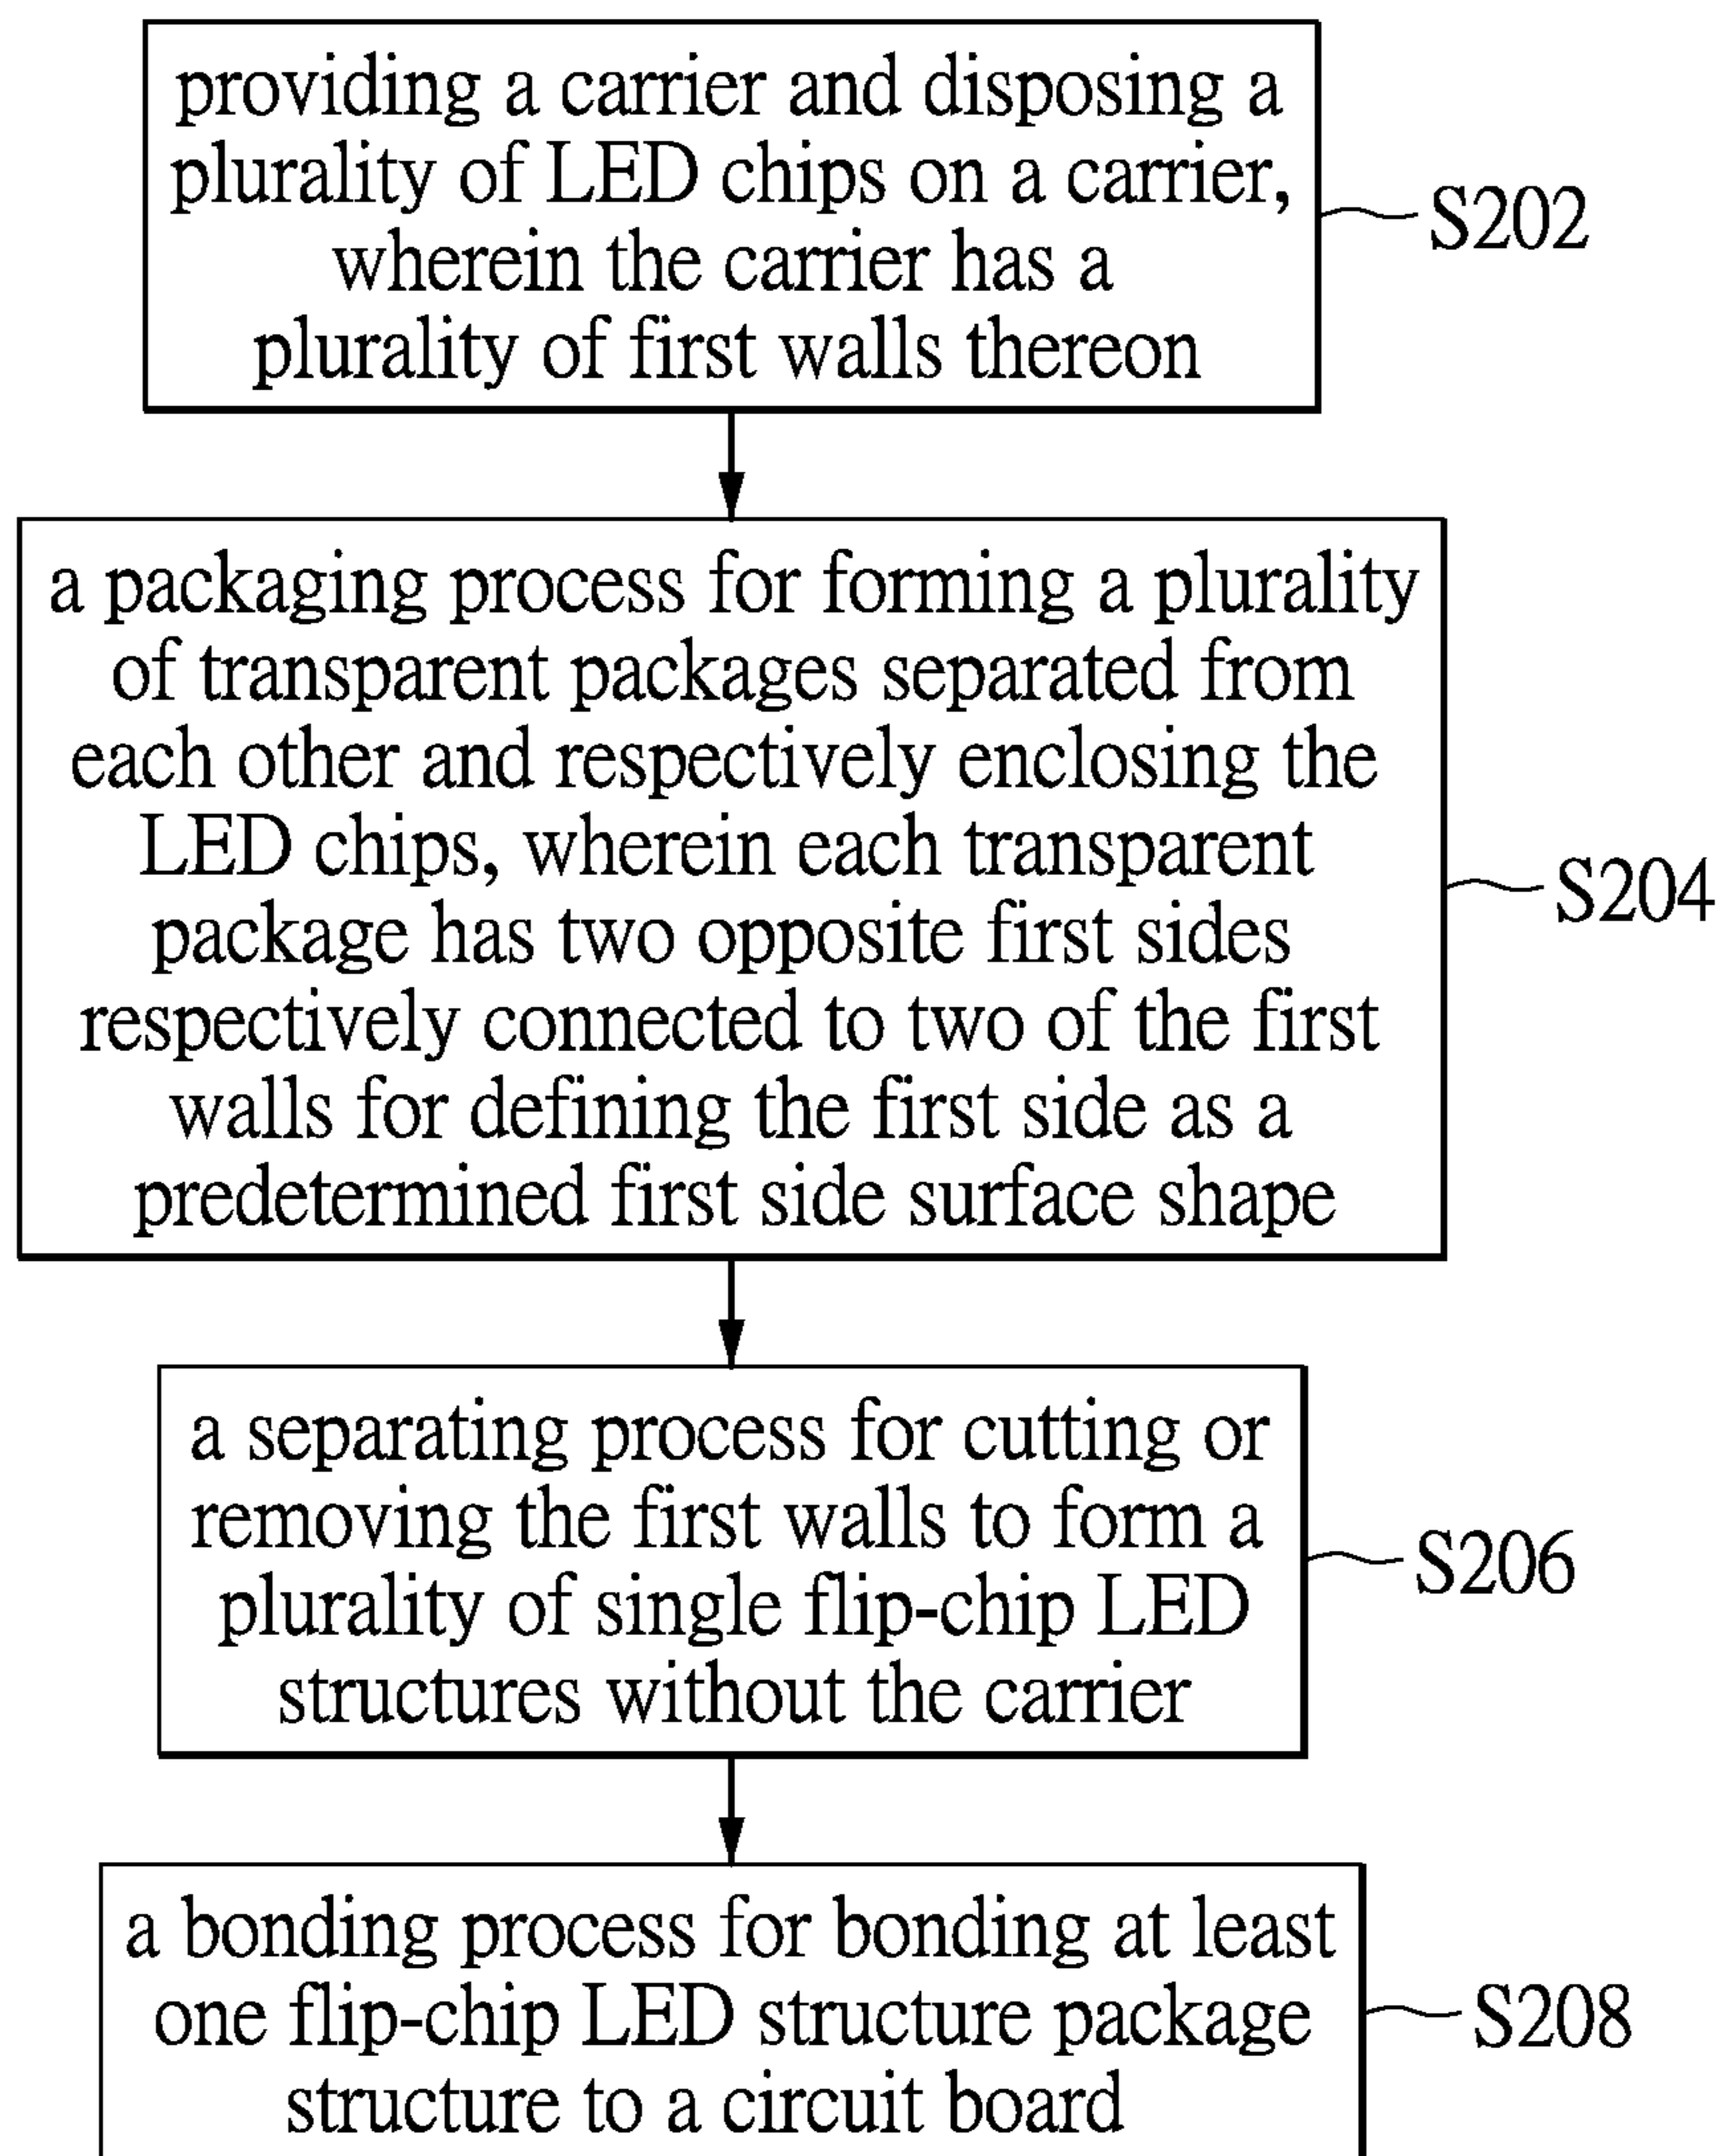 providing a carrier and disposing a
plurality of LED chips on a carrier,
wherein the carrier has a
plurality of first walls thereon
S202
a packaging process for forming a plurality
of transparent packages separated from
each other and respectively enclosing the
LED chips, wherein each transparent
package has two opposite first sides
respectively connected to two of the first
walls for defining the first side as a
predetermined first side surface shape
S204
a separating process for cutting or
removing the first walls to form a
plurality of single flip-chip LED
structures without the carrier
S206
a bonding process for bonding at least
one flip-chip LED structure package
structure to a circuit board
S208